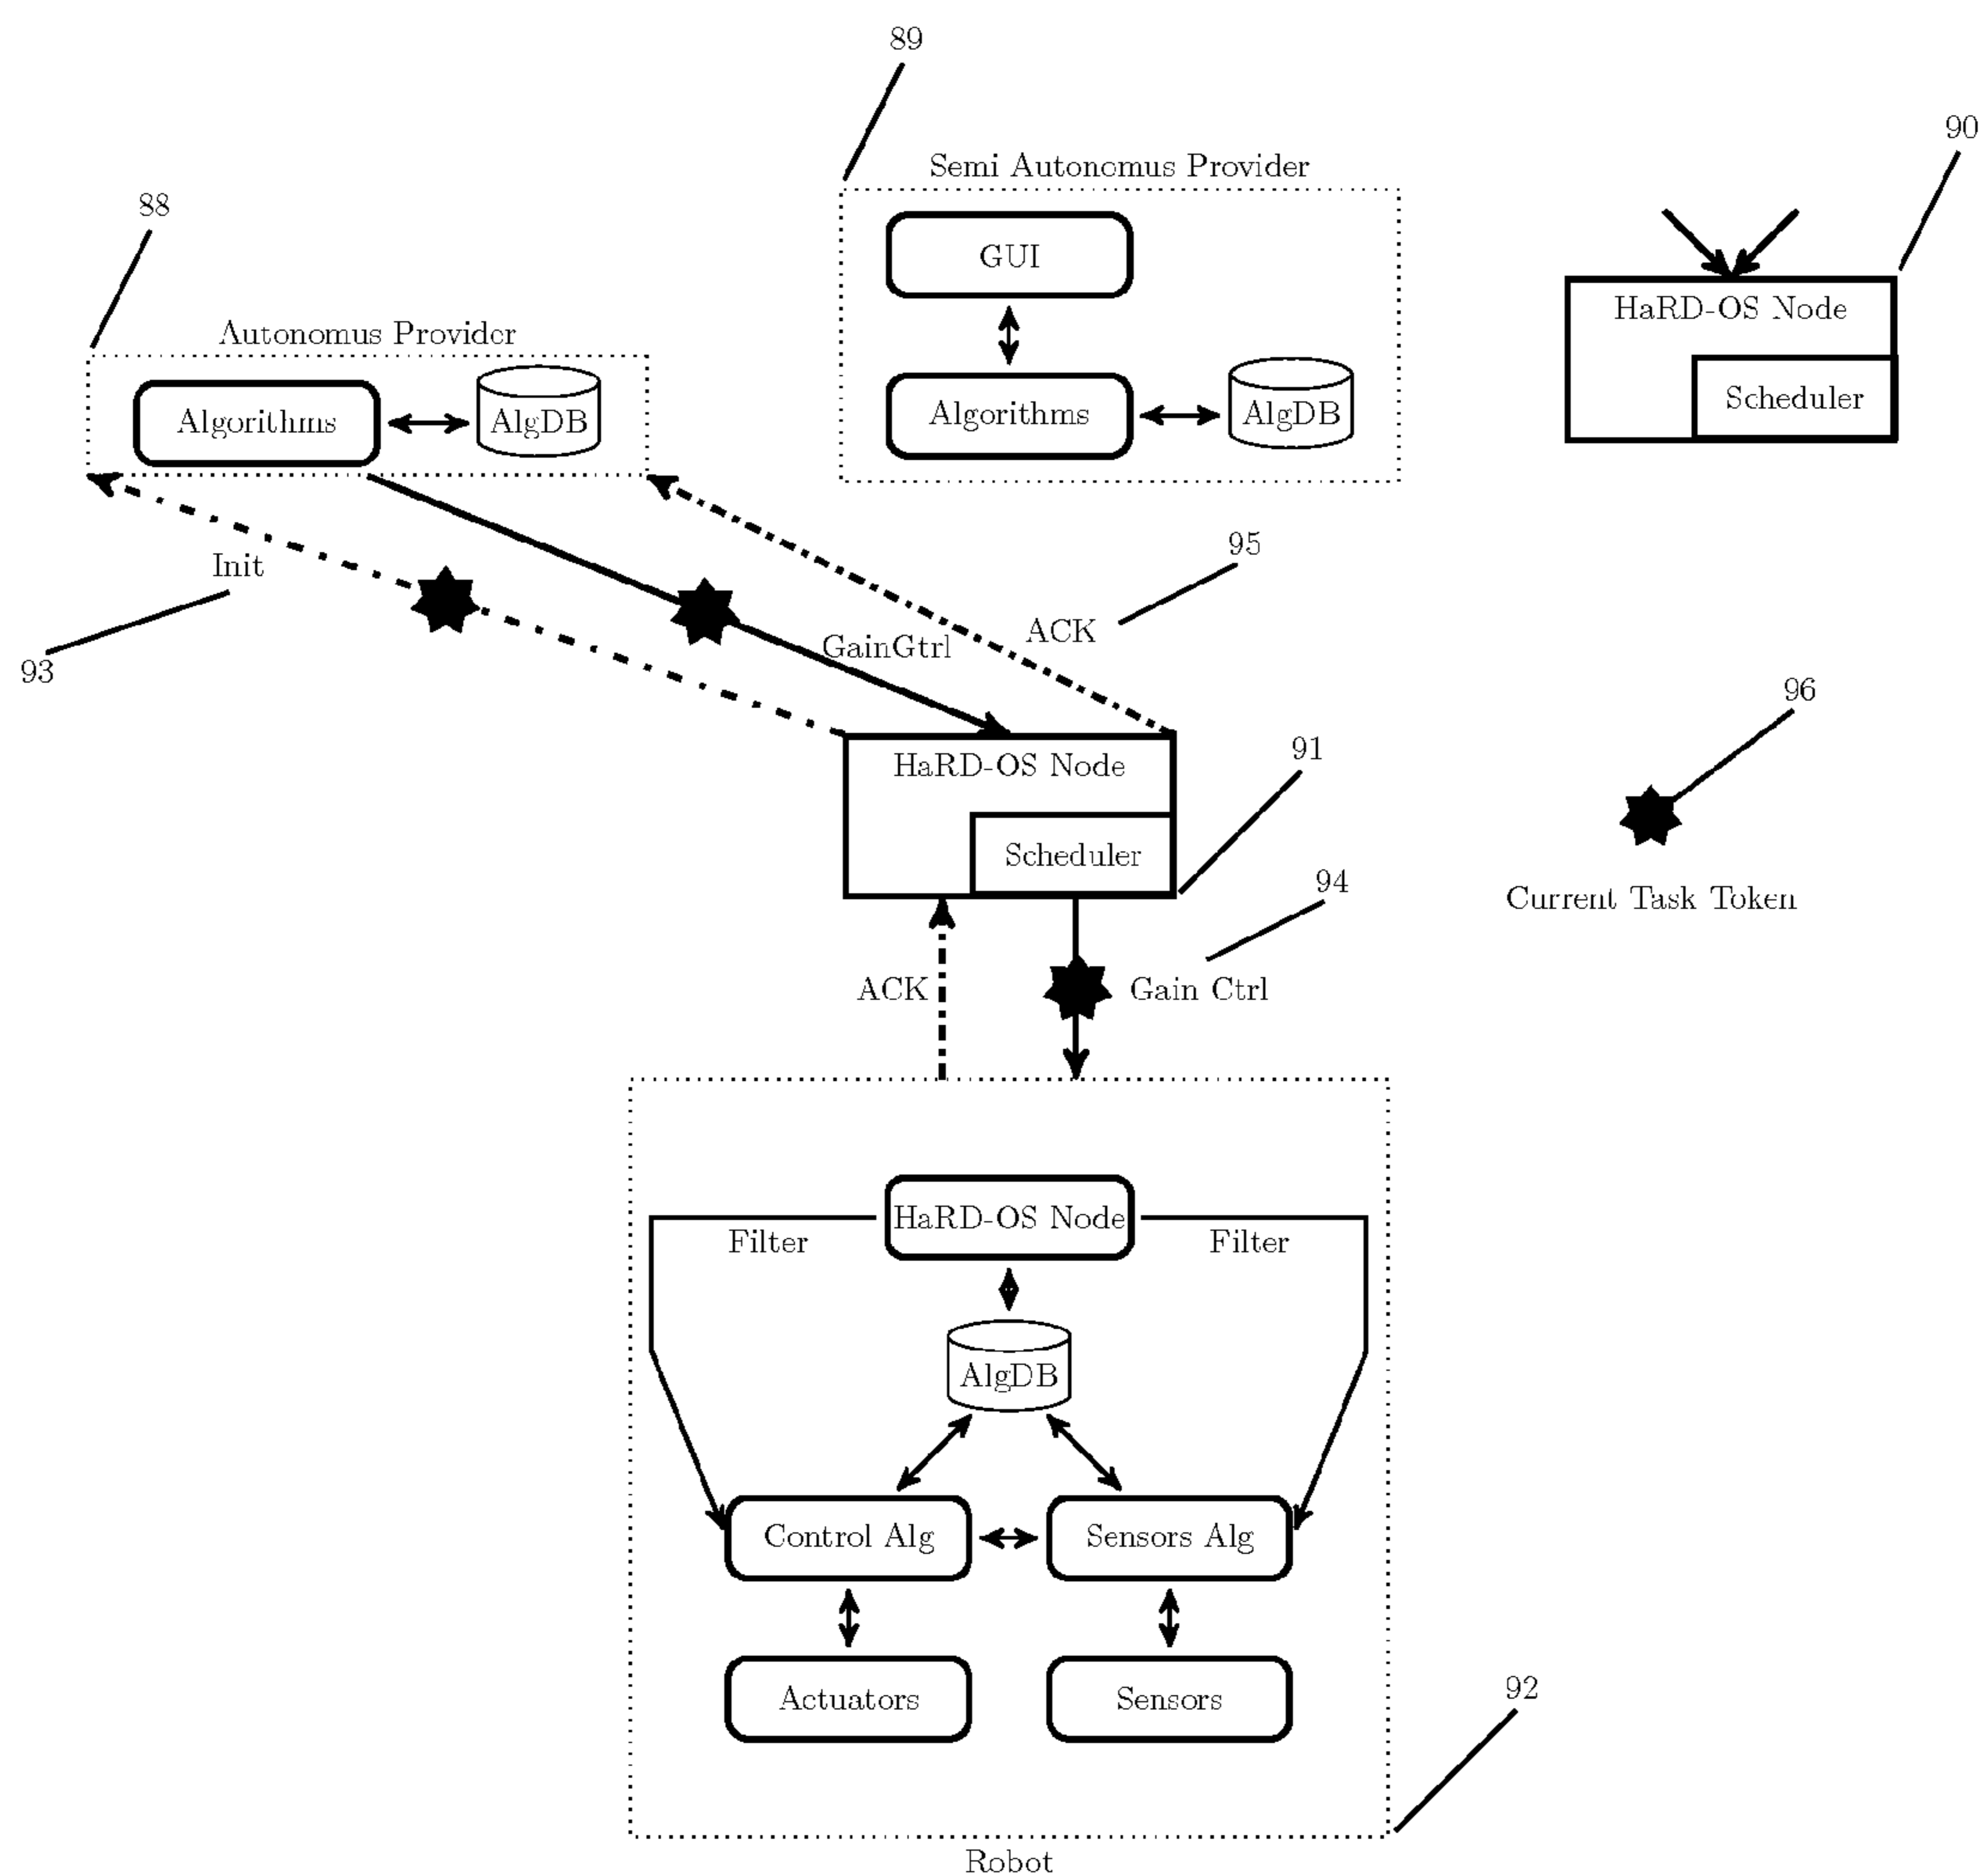 89
90
Semi Autonomus Provider
88
GUI
HaRD-OS Node
Autonomus Provider
Scheduler
Algorithms
AlgDB
Algorithms
AlgDB
95
Init
ACK
GainGtrl
93
96
91
HaRD-OS Node
Scheduler
94
Current Task Token
ACK
Gain Ctrl
HaRD-OS Node
Filter
Filter
AlgDB
Control Alg
Sensors Alg
92
Actuators
Sensors
Robot